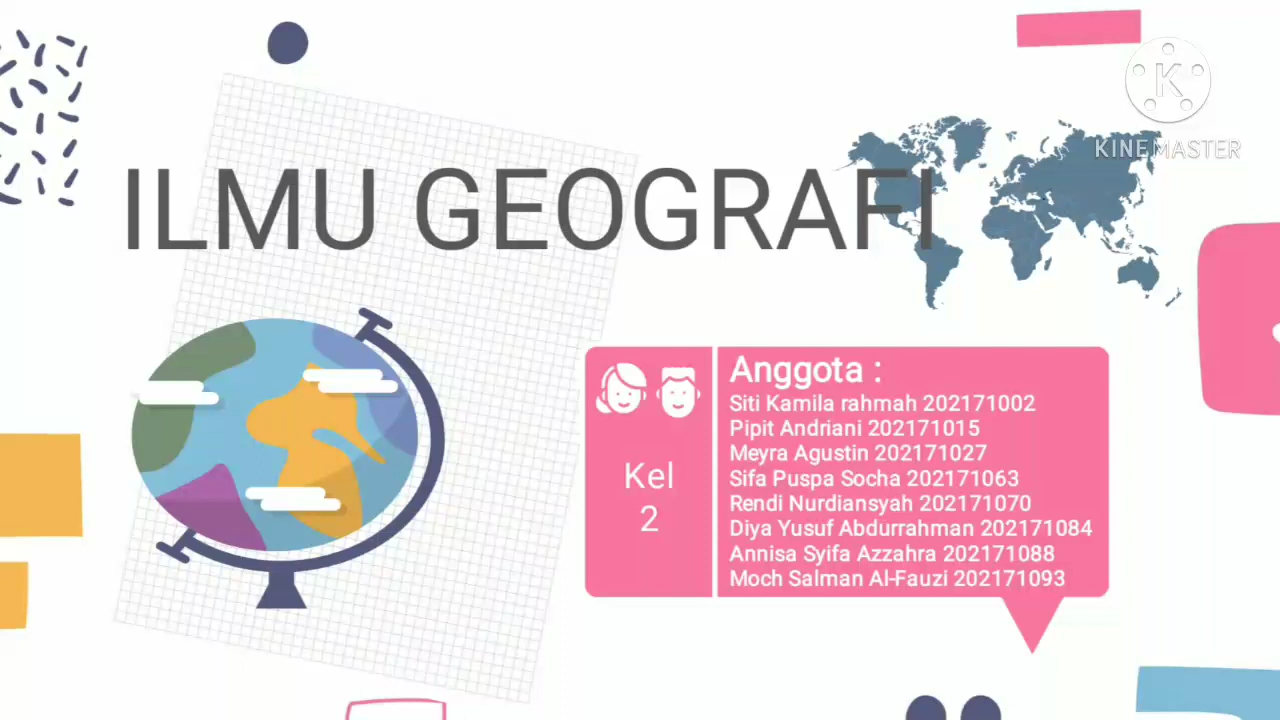 K
KINEMASTER
ILMU GEOGRAFI
Kel
2
Anggota :
Siti Kamila rahmah 202171002
Pipit Andriani 202171015
Meyra Agustin 202171027
Sifa Puspa Socha 202171063
Rendi Nurdiansyah 202171070
Diya Yusuf Abdurrahman 202171084
Annisa Syifa Azzahra 202171088
Moch Salman Al-Fauzi 202171093